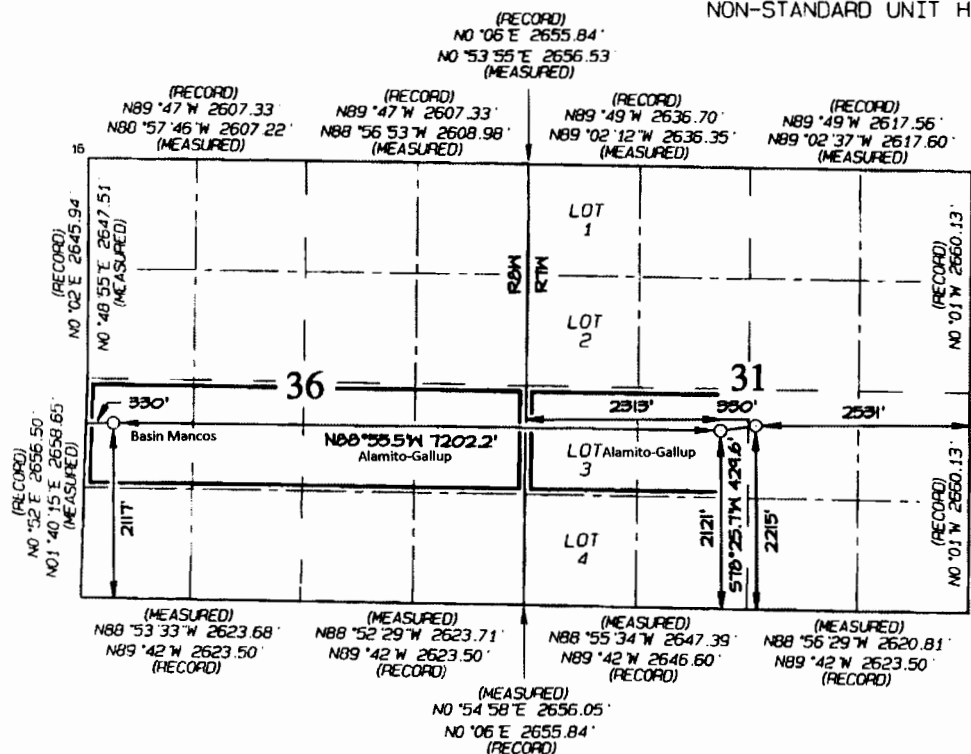 NON-STANDARD UNIT H
(RECORD)
N0°06'E 2655.84'
N0°53'55"E 2656.53'
(MEASURED)
(RECORD)
N89°47'W 2607.33'
N88°57'46"W 2607.22'
(MEASURED)
(RECORD)
N89°47'W 2607.33'
N88°56'53"W 2608.98'
(MEASURED)
(RECORD)
N89°49'W 2636.70'
N89°02'12"W 2636.35'
(MEASURED)
(RECORD)
N89°49'W 2617.56'
N89°02'37"W 2617.60'
(MEASURED)
16
(RECORD)
N0°02'E 2645.94'
N0°48'55"E 2647.51'
(MEASURED)
LOT
1
R8W
R7W
LOT
2
(RECORD)
N0°01'W 2660.13'
36
31
330'
Basin Mancos
N88°55.5'W 7202.2'
Alamito-Gallup
2313'
330'
2531'
LOT
3
Alamito-Gallup
(RECORD)
N0°52'E 2656.50'
N01°40'15"E 2658.65'
(MEASURED)
2117'
2121'
S78°25.7'W 429.6'
2215'
(RECORD)
N0°01'W 2660.13'
LOT
4
(MEASURED)
N88°53'33"W 2623.68'
N89°42'W 2623.50'
(RECORD)
(MEASURED)
N88°52'29"W 2623.71'
N89°42'W 2623.50'
(RECORD)
(MEASURED)
N88°55'34"W 2647.39'
N89°42'W 2646.60'
(RECORD)
(MEASURED)
N88°56'29"W 2620.81'
N89°42'W 2623.50'
(RECORD)
(MEASURED)
N0°54'58"E 2656.05'
N0°06'E 2655.84'
(RECORD)